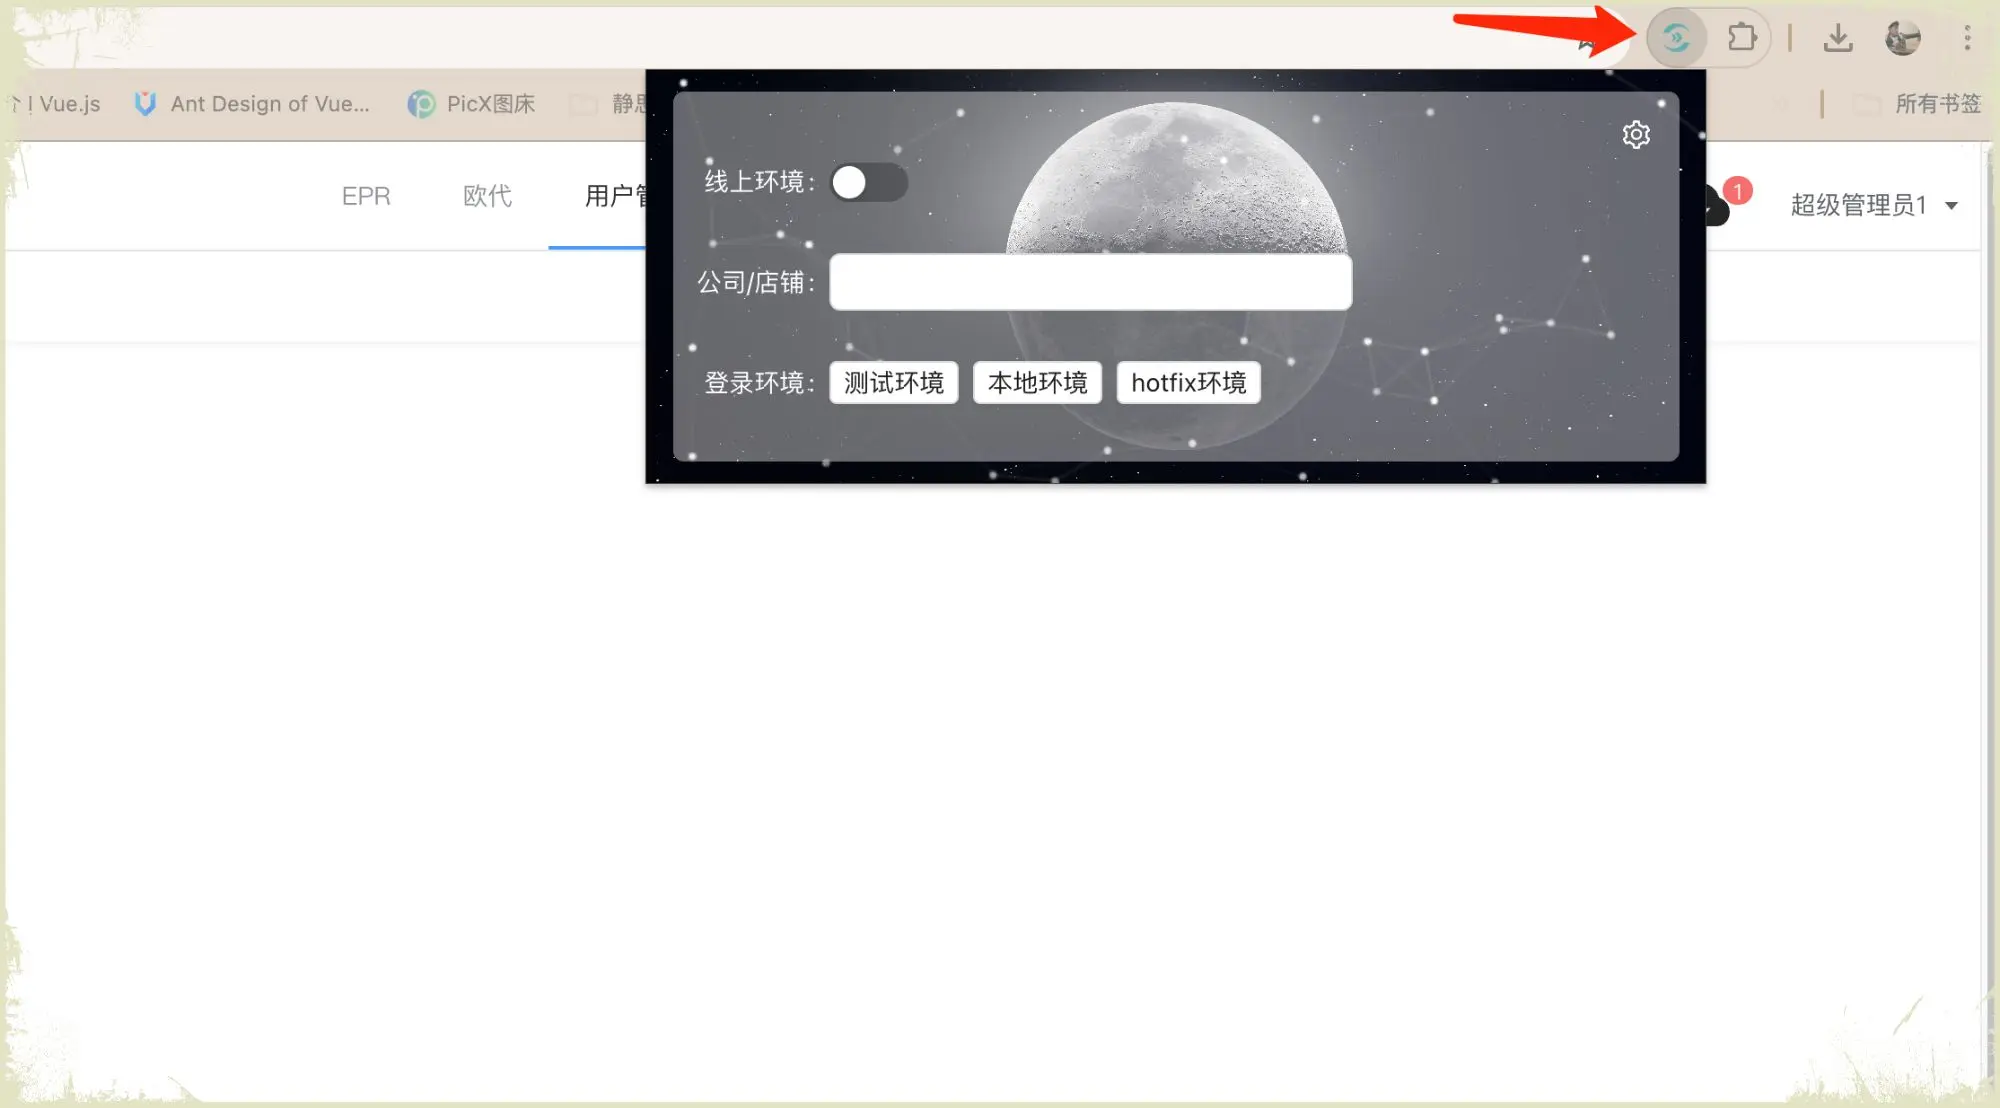 | Vue.js
Ant Design of Vue...
PicX图床
静思
所有书签
EPR
欧代
用户管
1
超级管理员1
线上环境：
公司/店铺：
登录环境：
测试环境
本地环境
hotfix环境